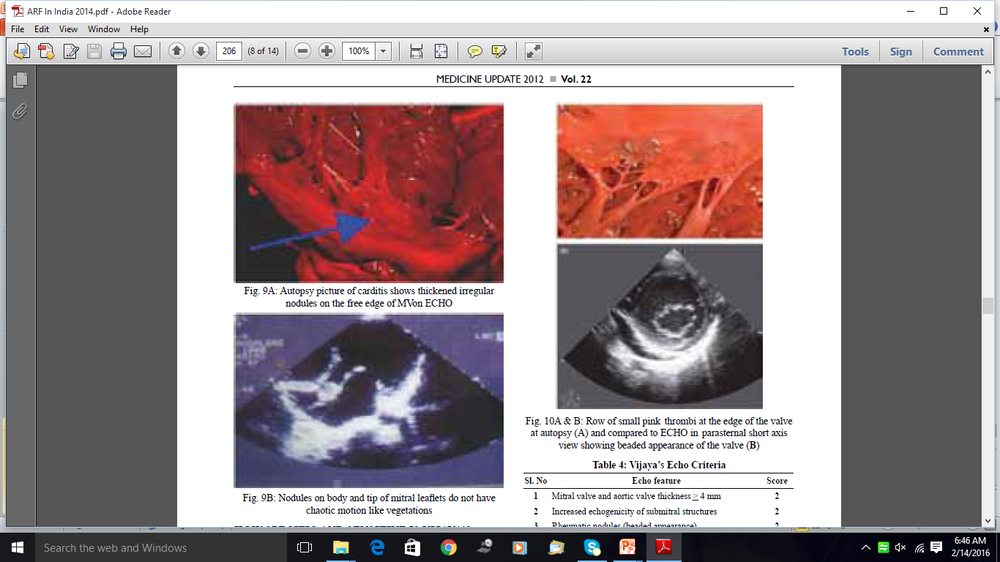 ARF In India 2014.pdf - Adobe Reader
File Edit View Window Help
206 (8 of 14) 100% Tools Sign Comment
MEDICINE UPDATE 2012 ■ Vol. 22
Fig. 9A: Autopsy picture of carditis shows thickened irregular
nodules on the free edge of MVon ECHO
Fig. 9B: Nodules on body and tip of mitral leaflets do not have
chaotic motion like vegetations
Fig. 10A & B: Row of small pink thrombi at the edge of the valve
at autopsy (A) and compared to ECHO in parasternal short axis
view showing beaded appearance of the valve (B)
Table 4: Vijaya's Echo Criteria
Sl. No Echo feature Score
1 Mitral valve and aortic valve thickness ≥ 4 mm 2
2 Increased echogenicity of submitral structures 2
3 Rheumatic nodules (beaded appearance) 2
Search the web and Windows
6:46 AM
2/14/2016